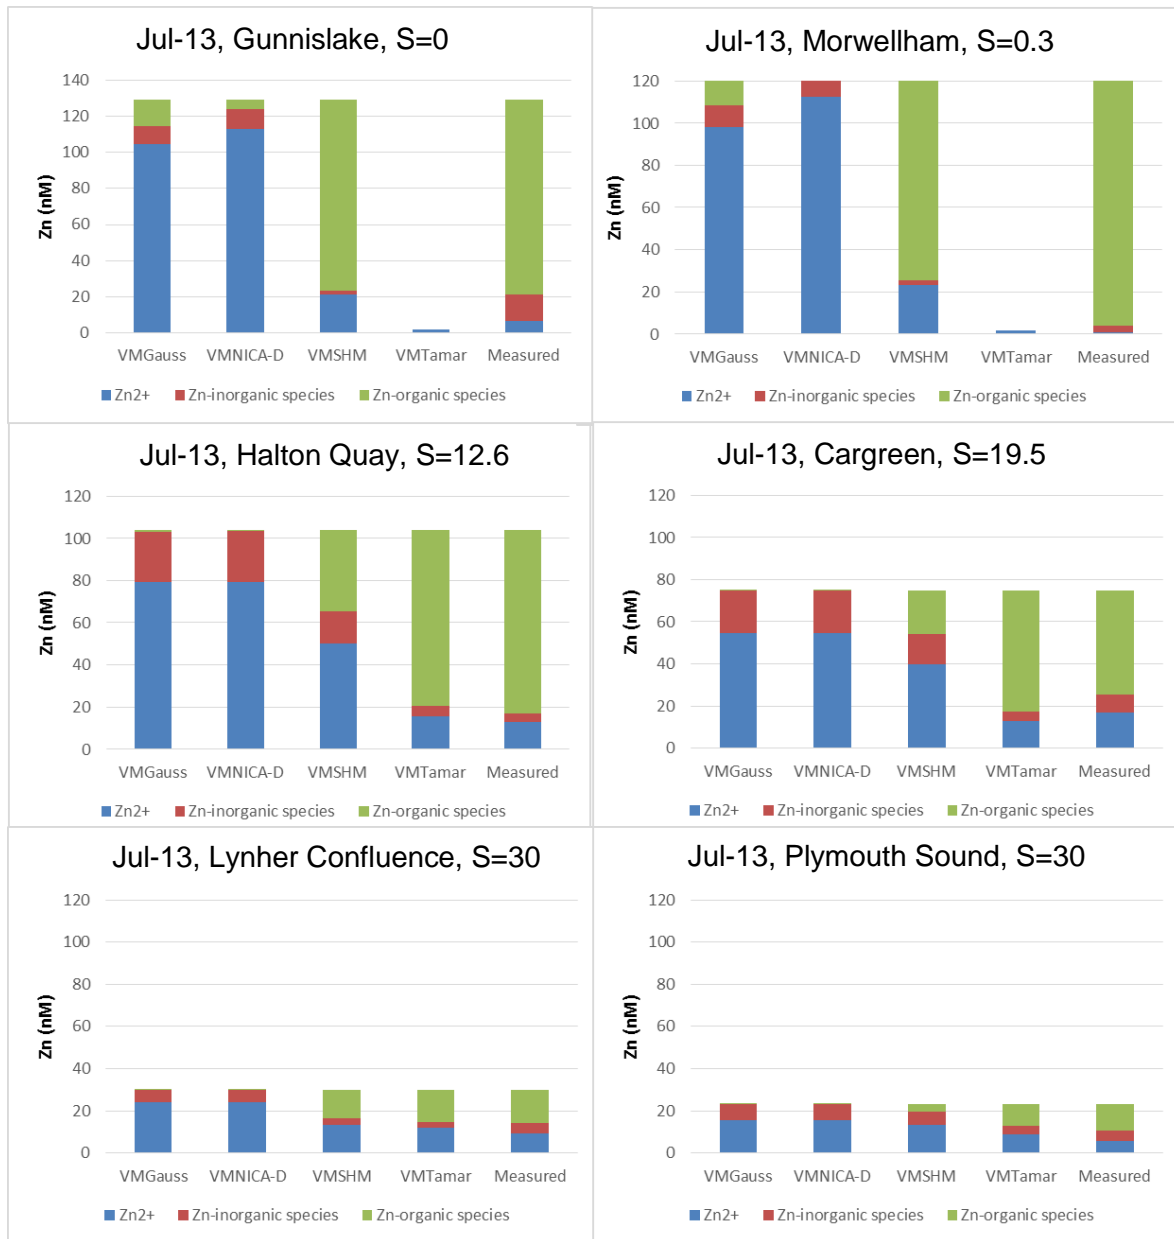 Jul-13, Gunnislake, S=0
Zn (nM)
140
120
100
80
60
40
20
0
VMGauss VMNICA-D VMSHM VMTamar Measured
Zn2+ Zn-inorganic species Zn-organic species
Jul-13, Morwellham, S=0.3
Zn (nM)
120
100
80
60
40
20
0
VMGauss VMNICA-D VMSHM VMTamar Measured
Zn2+ Zn-inorganic species Zn-organic species
Jul-13, Halton Quay, S=12.6
Zn (nM)
120
100
80
60
40
20
0
VMGauss VMNICA-D VMSHM VMTamar Measured
Zn2+ Zn-inorganic species Zn-organic species
Jul-13, Cargreen, S=19.5
Zn (nM)
120
100
80
60
40
20
0
VMGauss VMNICA-D VMSHM VMTamar Measured
Zn2+ Zn-inorganic species Zn-organic species
Jul-13, Lynher Confluence, S=30
Zn (nM)
120
100
80
60
40
20
0
VMGauss VMNICA-D VMSHM VMTamar Measured
Zn2+ Zn-inorganic species Zn-organic species
Jul-13, Plymouth Sound, S=30
Zn (nM)
120
100
80
60
40
20
0
VMGauss VMNICA-D VMSHM VMTamar Measured
Zn2+ Zn-inorganic species Zn-organic species